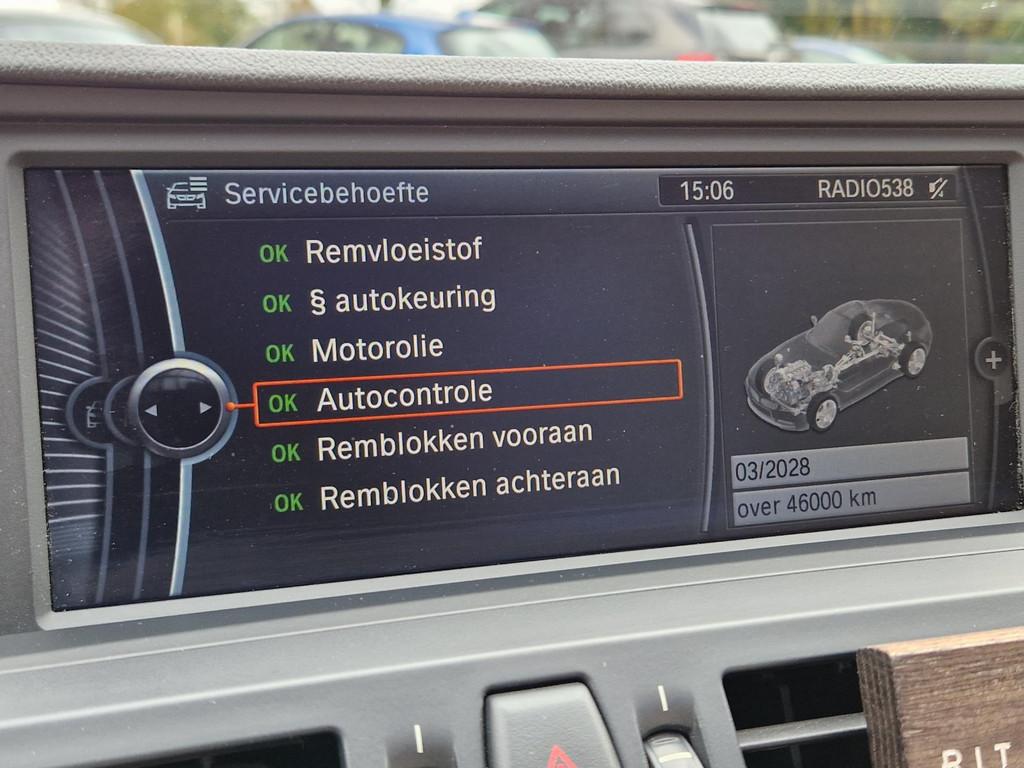 Servicebehoefte
15:06 RADIO538
OK Remvloeistof
OK § autokeuring
OK Motorolie
OK Autocontrole
OK Remblokken vooraan
OK Remblokken achteraan
03/2028
over 46000 km